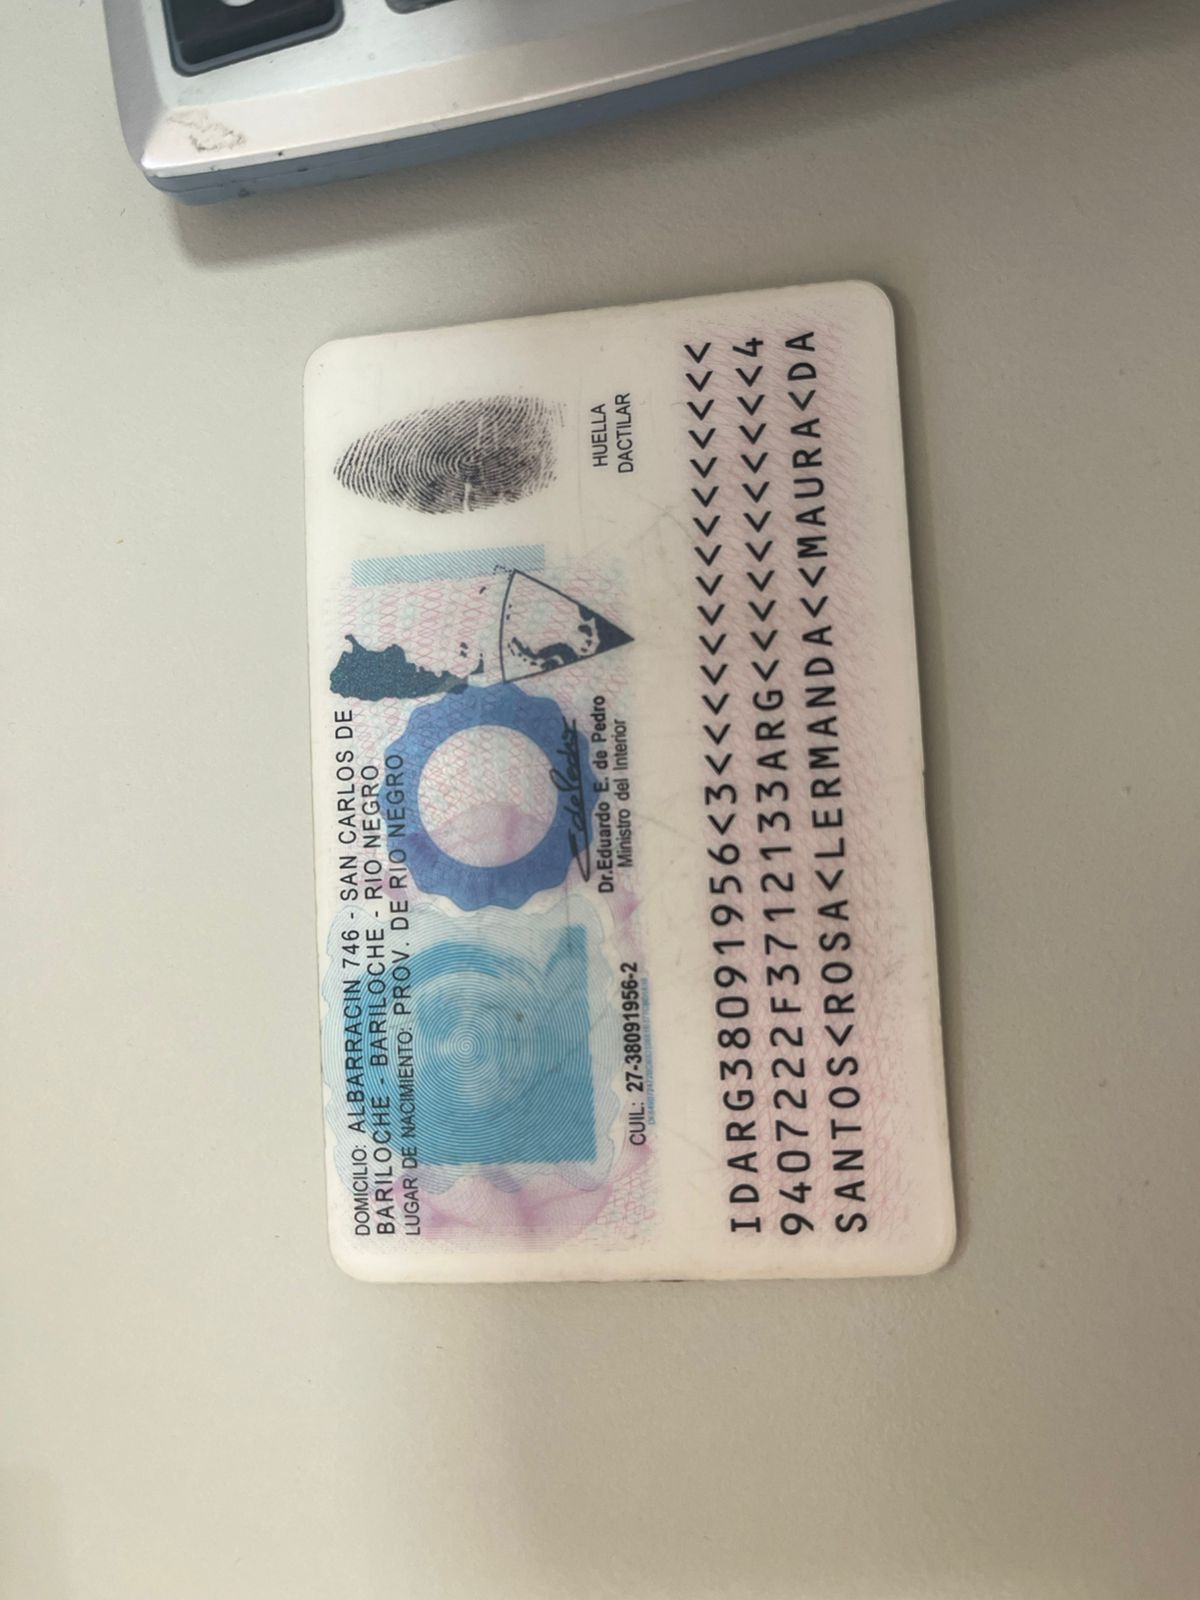 DOMICILIO: ALBARRACIN 746 - SAN CARLOS DE
BARILOCHE - BARILOCHE - RIO NEGRO
LUGAR DE NACIMIENTO: PROV. DE RIO NEGRO
Dr.Eduardo E. de Pedro
Ministro del Interior
CUIL: 27-38091956-2
HUELLA
DACTILAR
IDARG38091956<3<<<<<<<<<<<<<<<
9407222F3712133ARG<<<<<<<<<<<4
SANTOS<ROSA<LERMANDA<<MAURA<DA